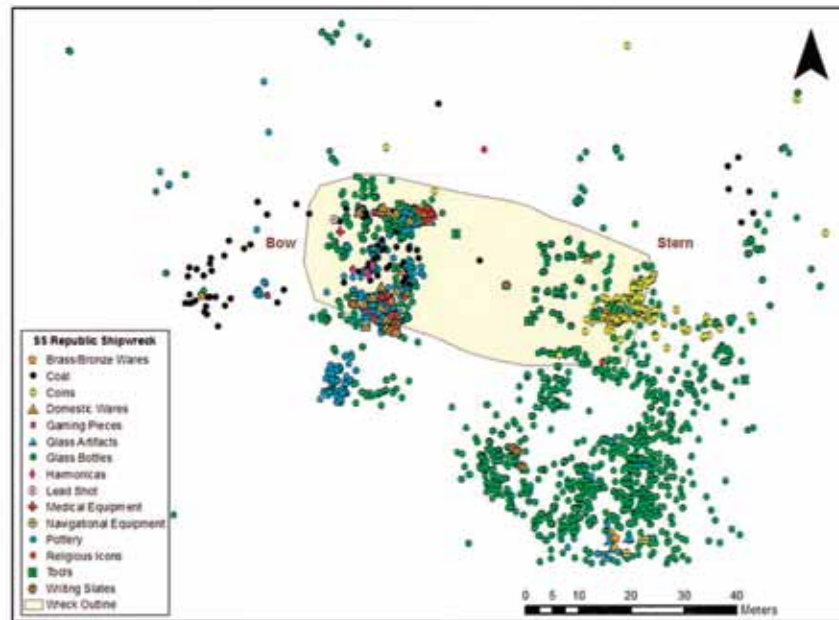 Bow
Stern
SS Republic Shipwreck
Brass/Bronze Wares
Coal
Coins
Domestic Wares
Gaming Pieces
Glass Artifacts
Glass Bottles
Harmonicas
Lead Shot
Medical Equipment
Navigational Equipment
Pottery
Religious Icons
Tools
Writing Slates
Wreck Outline
0 5 10 20 30 40
Meters